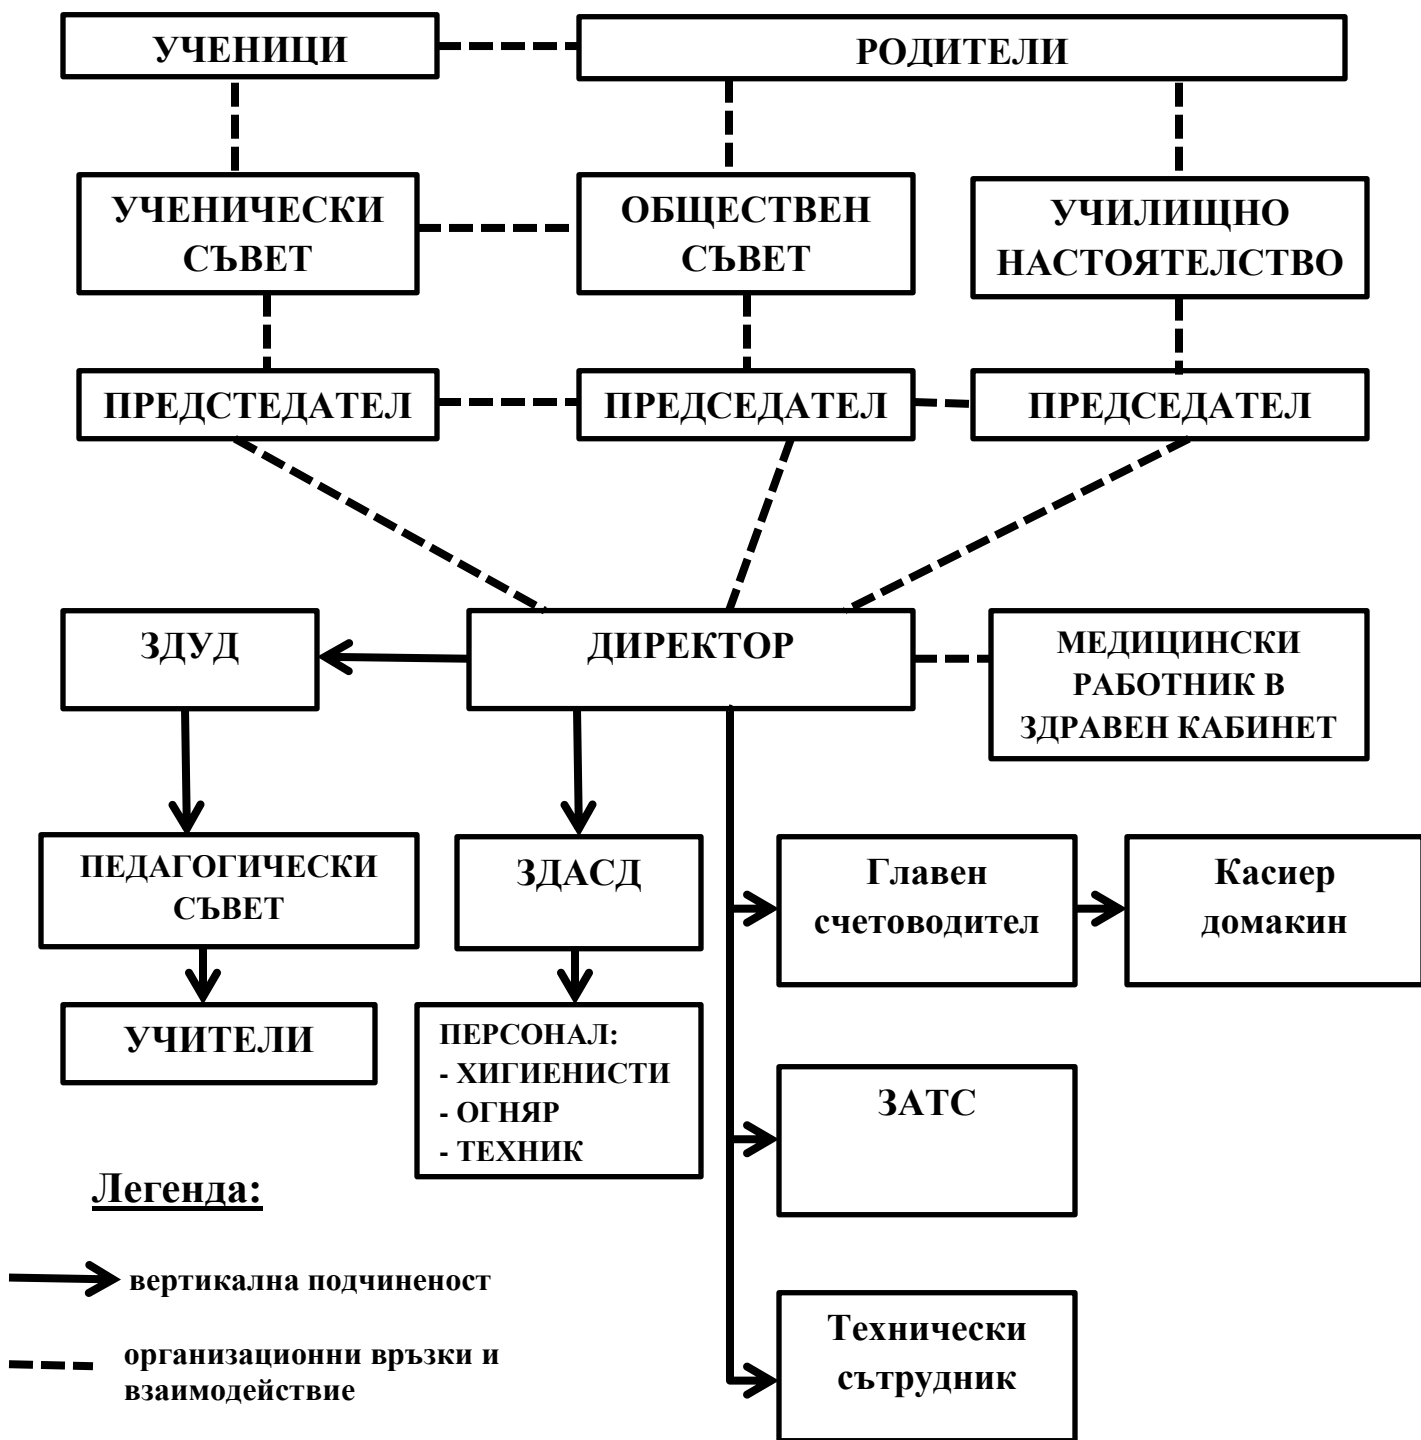 УЧЕНИЦИ
РОДИТЕЛИ
УЧЕНИЧЕСКИ
СЪВЕТ
ОБЩЕСТВЕН
СЪВЕТ
УЧИЛИЩНО
НАСТОЯТЕЛСТВО
ПРЕДСТЕДАТЕЛ
ПРЕДСЕДАТЕЛ
ПРЕДСЕДАТЕЛ
ЗДУД
ДИРЕКТОР
МЕДИЦИНСКИ
РАБОТНИК В
ЗДРАВЕН КАБИНЕТ
ПЕДАГОГИЧЕСКИ
СЪВЕТ
ЗДАСД
Главен
счетоводител
Касиер
домакин
УЧИТЕЛИ
ПЕРСОНАЛ:
- ХИГИЕНИСТИ
- ОГНЯР
- ТЕХНИК
ЗАТС
Технически
сътрудник
Легенда:
вертикална подчиненост
организационни връзки и
взаимодействие